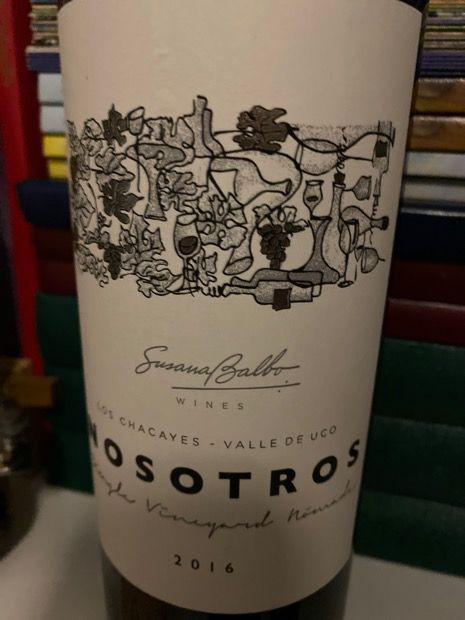 Susana Balbo
WINES
LOS CHACAYES - VALLE DE UCO
NOSOTROS
Single Vineyard Nómade
2016